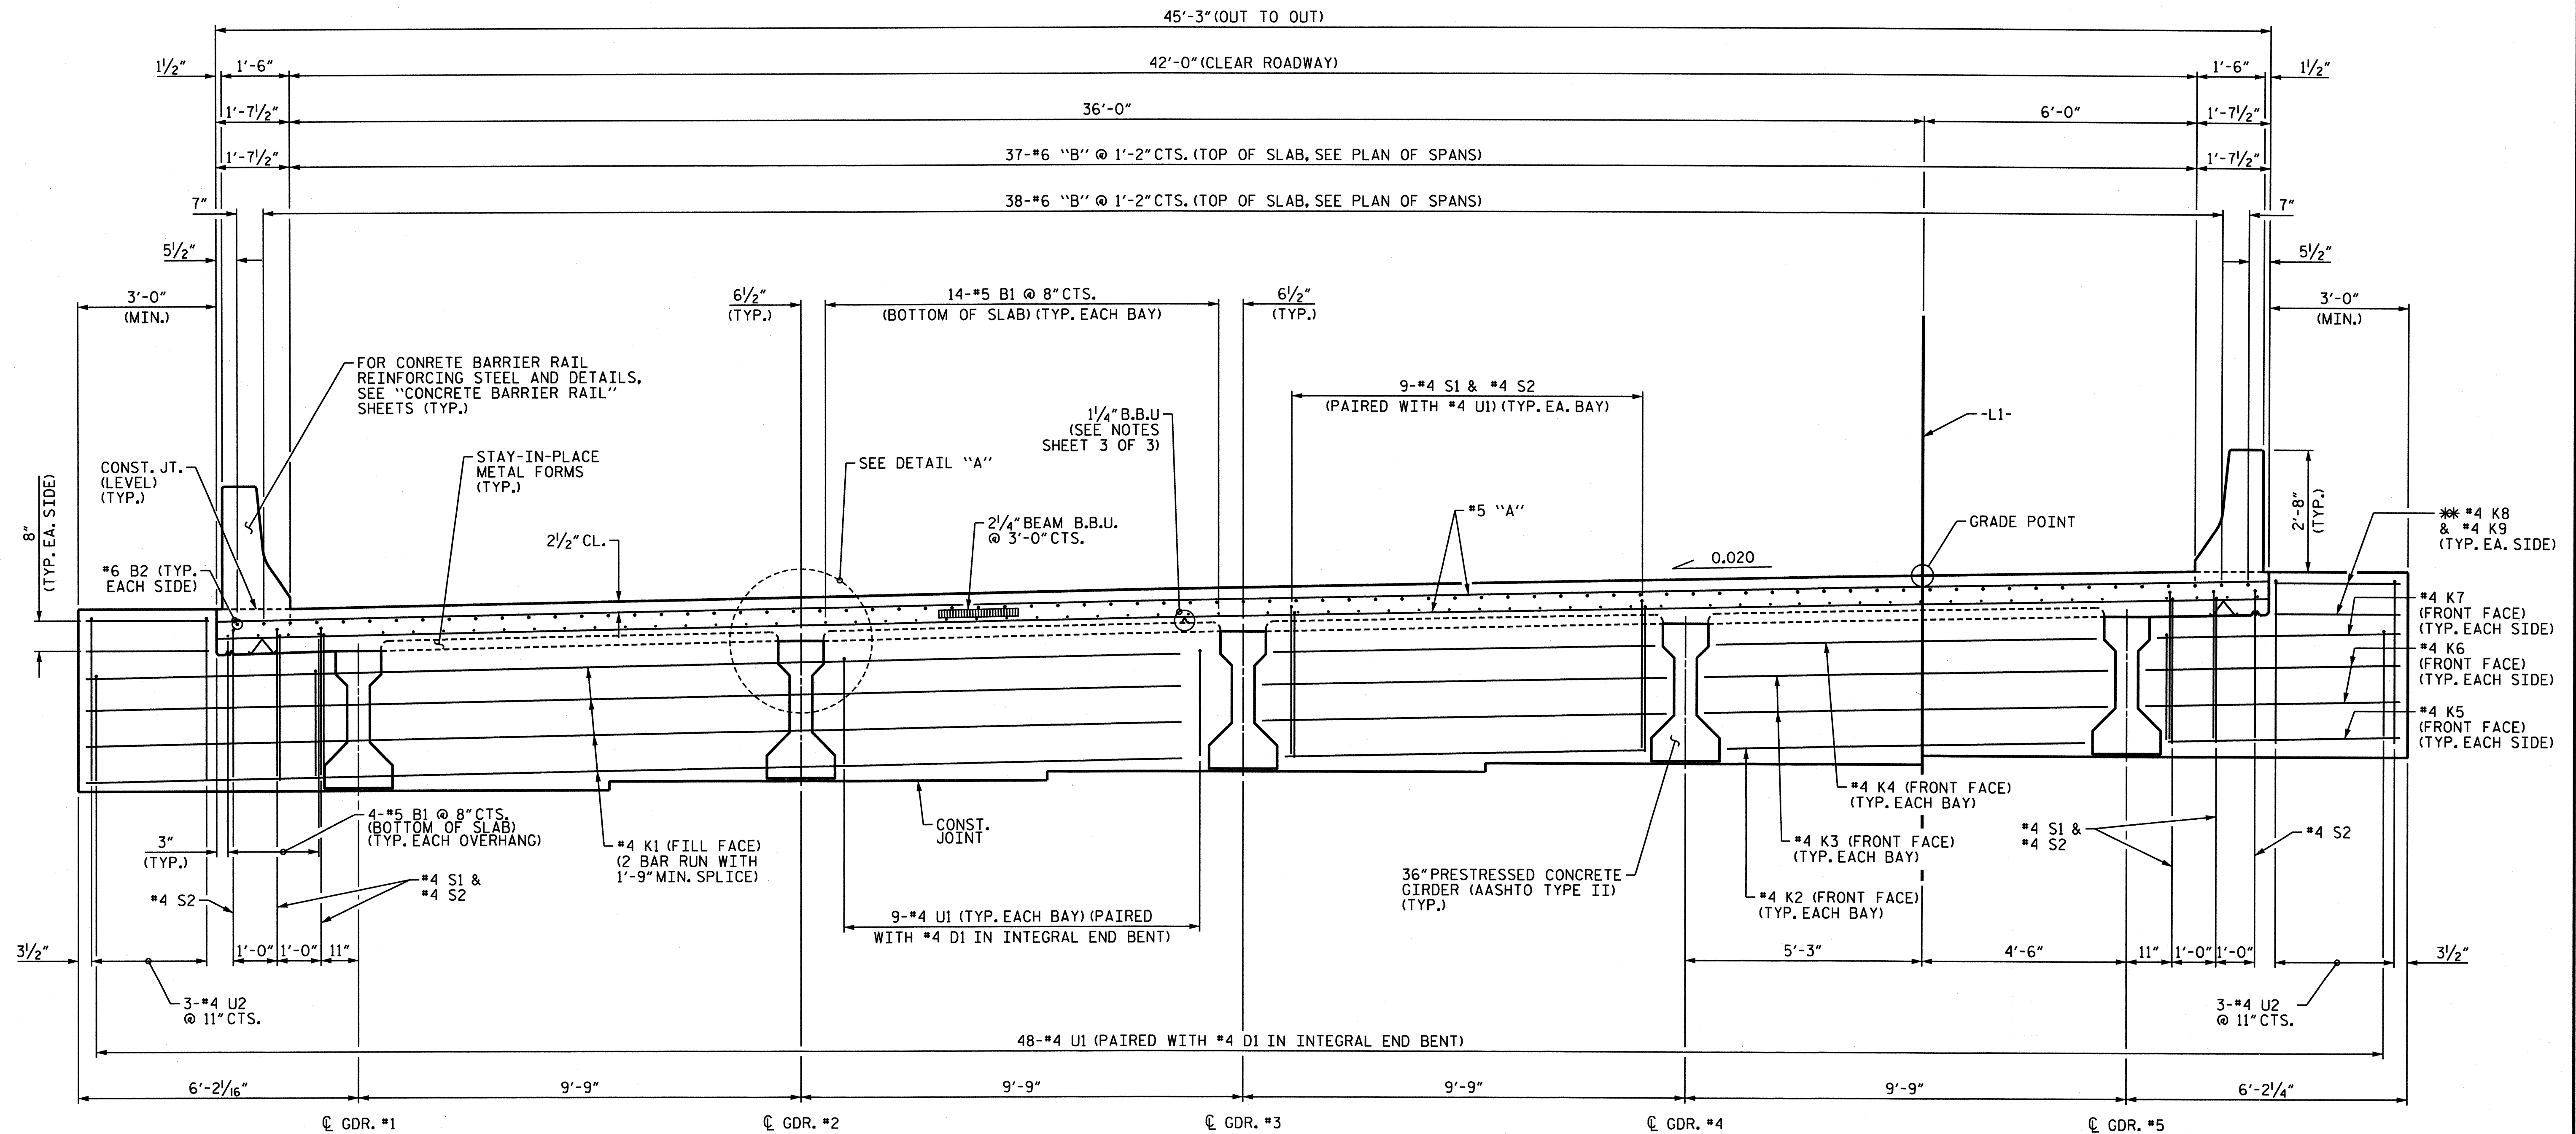 45'-3" (OUT TO OUT)
1½" 1'-6" 42'-0" (CLEAR ROADWAY) 1'-6" 1½"
1'-7½" 36'-0" 6'-0" 1'-7½"
1'-7½" 37-#6 "B" @ 1'-2" CTS. (TOP OF SLAB, SEE PLAN OF SPANS) 1'-7½"
7" 38-#6 "B" @ 1'-2" CTS. (TOP OF SLAB, SEE PLAN OF SPANS) 7"
5½" 5½"
3'-0"
(MIN.)
6½"
(TYP.)
14-#5 B1 @ 8" CTS.
(BOTTOM OF SLAB) (TYP. EACH BAY)
6½"
(TYP.)
3'-0"
(MIN.)
FOR CONRETE BARRIER RAIL
REINFORCING STEEL AND DETAILS,
SEE "CONCRETE BARRIER RAIL"
SHEETS (TYP.)
9-#4 S1 & #4 S2
(PAIRED WITH #4 U1) (TYP. EA. BAY)
1¼" B.B.U
(SEE NOTES
SHEET 3 OF 3)
-L1-
CONST. JT.
(LEVEL)
(TYP.)
STAY-IN-PLACE
METAL FORMS
(TYP.)
SEE DETAIL "A"
8"
(TYP. EA. SIDE)
2½" CL.
2¼" BEAM B.B.U.
@ 3'-0" CTS.
#5 "A"
GRADE POINT
2'-8"
(TYP.)
** #4 K8
& #4 K9
(TYP. EA. SIDE)
0.020
#6 B2 (TYP.
EACH SIDE)
#4 K7
(FRONT FACE)
(TYP. EACH SIDE)
#4 K6
(FRONT FACE)
(TYP. EACH SIDE)
#4 K5
(FRONT FACE)
(TYP. EACH SIDE)
3"
(TYP.)
4-#5 B1 @ 8" CTS.
(BOTTOM OF SLAB)
(TYP. EACH OVERHANG)
#4 K1 (FILL FACE)
(2 BAR RUN WITH
1'-9" MIN. SPLICE)
CONST.
JOINT
#4 K4 (FRONT FACE)
(TYP. EACH BAY)
#4 K3 (FRONT FACE)
(TYP. EACH BAY)
#4 K2 (FRONT FACE)
(TYP. EACH BAY)
36" PRESTRESSED CONCRETE
GIRDER (AASHTO TYPE II)
(TYP.)
#4 S1 &
#4 S2
#4 S2
#4 S2
#4 S1 &
#4 S2
9-#4 U1 (TYP. EACH BAY) (PAIRED
WITH #4 D1 IN INTEGRAL END BENT)
3½" 1'-0" 1'-0" 11" 5'-3" 4'-6" 11" 1'-0" 1'-0" 3½"
3-#4 U2
@ 11" CTS.
3-#4 U2
@ 11" CTS.
48-#4 U1 (PAIRED WITH #4 D1 IN INTEGRAL END BENT)
6'-2 1/16" 9'-9" 9'-9" 9'-9" 9'-9" 6'-2¼"
℄ GDR. #1 ℄ GDR. #2 ℄ GDR. #3 ℄ GDR. #4 ℄ GDR. #5